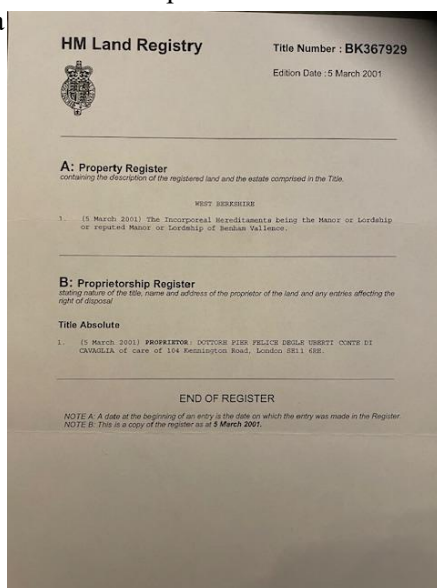 HM Land Registry
Title Number : BK367929
Edition Date : 5 March 2001
A: Property Register
containing the description of the registered land and the estate comprised in the Title.
WEST BERKSHIRE
1. (5 March 2001) The Incorporeal Hereditaments being the Manor or Lordship
or reputed Manor or Lordship of Benham Vallence.
B: Proprietorship Register
stating nature of the title, name and address of the proprietor of the land and any entries affecting the
right of disposal
Title Absolute
1. (5 March 2001) PROPRIETOR: DOTTORE PIER FELICE DEGLE UBERTI CONTE DI
CAVAGLIA of care of 104 Kennington Road, London SE11 6RE.
END OF REGISTER
NOTE A: A date at the beginning of an entry is the date on which the entry was made in the Register.
NOTE B: This is a copy of the register as at 5 March 2001.